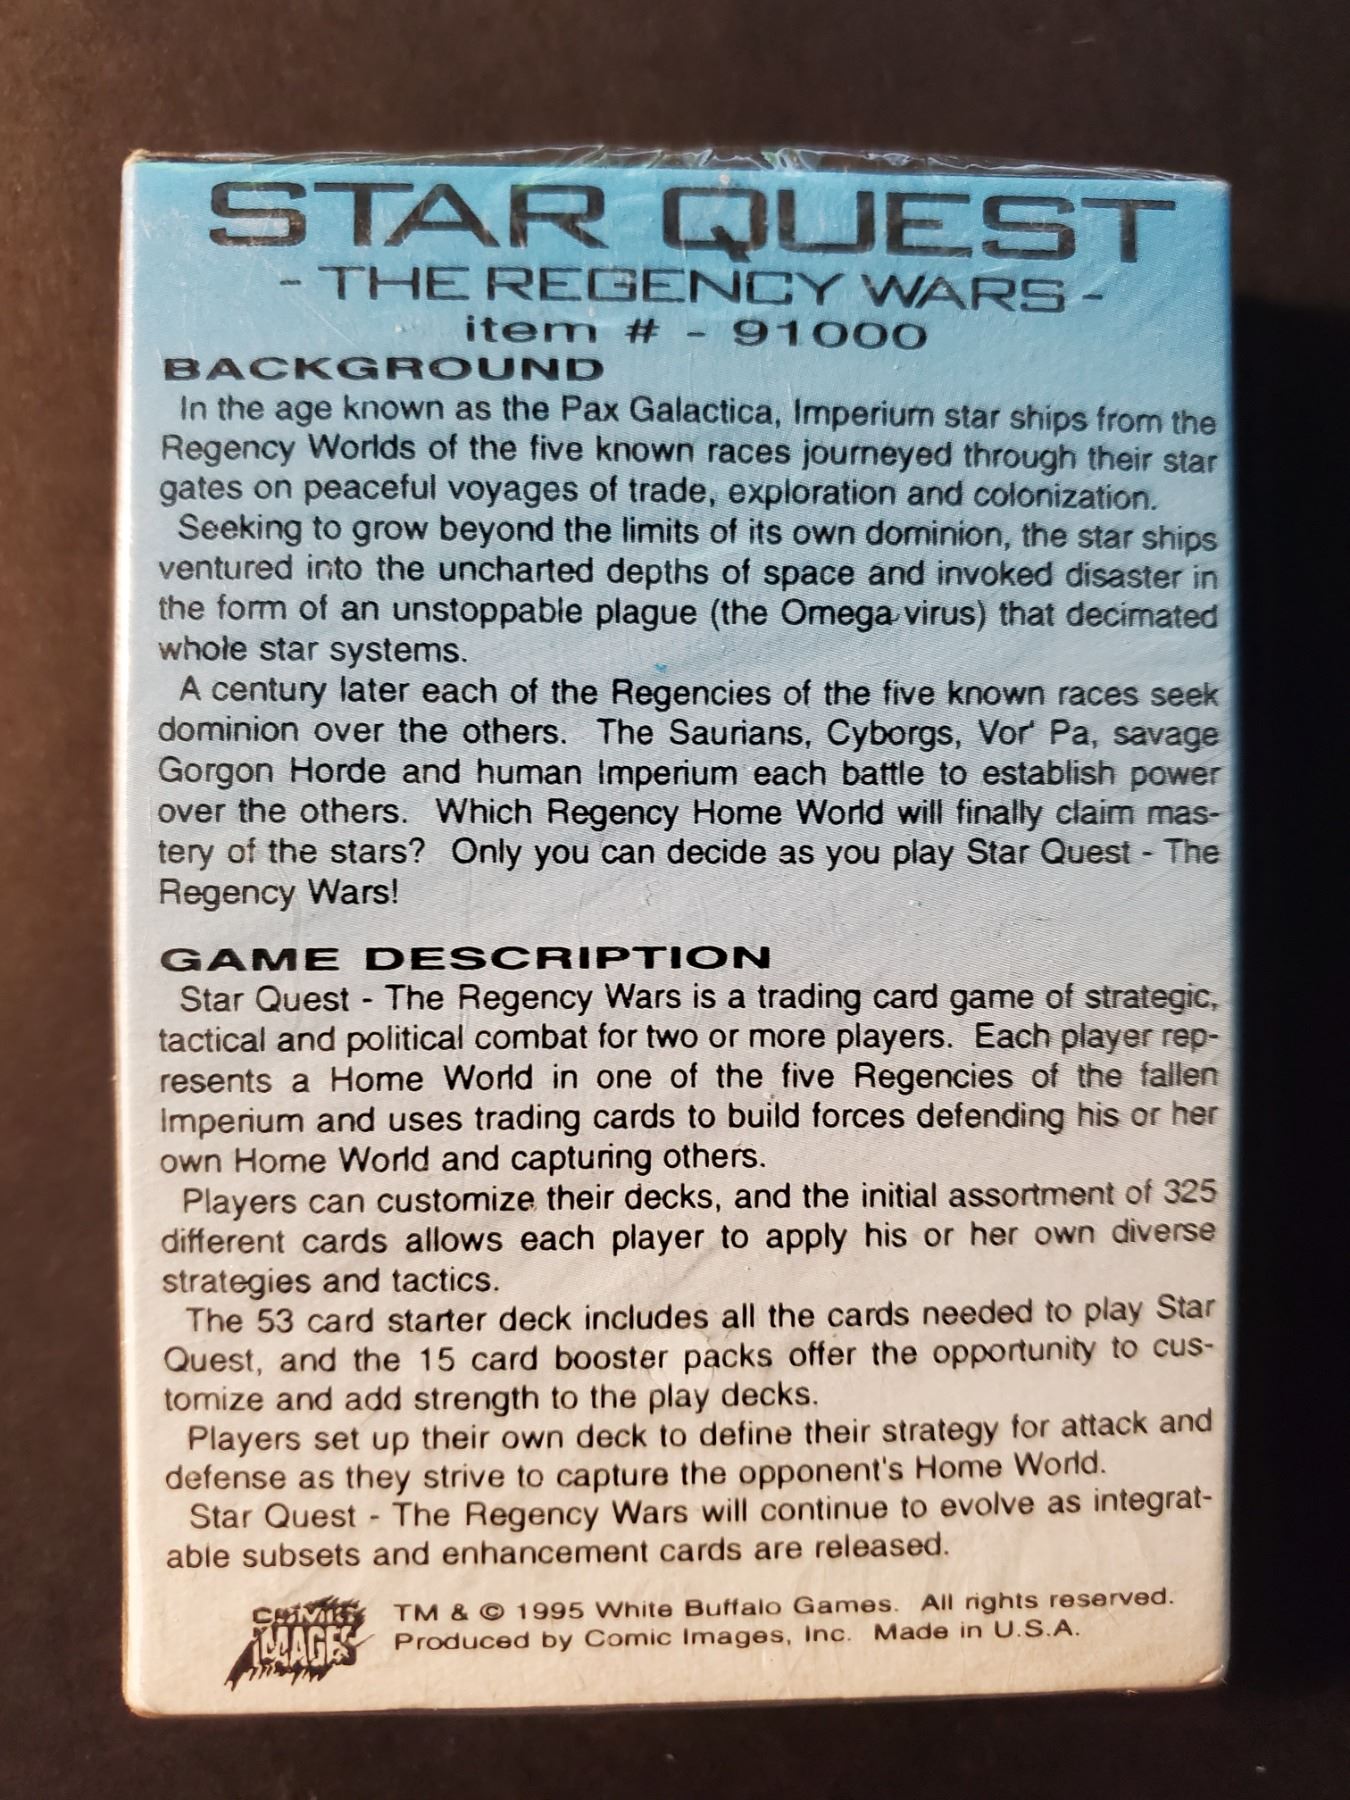 STAR QUEST
- THE REGENCY WARS -
item # - 91000
BACKGROUND
In the age known as the Pax Galactica, Imperium star ships from the
Regency Worlds of the five known races journeyed through their star
gates on peaceful voyages of trade, exploration and colonization.
Seeking to grow beyond the limits of its own dominion, the star ships
ventured into the uncharted depths of space and invoked disaster in
the form of an unstoppable plague (the Omega virus) that decimated
whole star systems.
A century later each of the Regencies of the five known races seek
dominion over the others. The Saurians, Cyborgs, Vor' Pa, savage
Gorgon Horde and human Imperium each battle to establish power
over the others. Which Regency Home World will finally claim mas-
tery of the stars? Only you can decide as you play Star Quest - The
Regency Wars!
GAME DESCRIPTION
Star Quest - The Regency Wars is a trading card game of strategic,
tactical and political combat for two or more players. Each player rep-
resents a Home World in one of the five Regencies of the fallen
Imperium and uses trading cards to build forces defending his or her
own Home World and capturing others.
Players can customize their decks, and the initial assortment of 325
different cards allows each player to apply his or her own diverse
strategies and tactics.
The 53 card starter deck includes all the cards needed to play Star
Quest, and the 15 card booster packs offer the opportunity to cus-
tomize and add strength to the play decks.
Players set up their own deck to define their strategy for attack and
defense as they strive to capture the opponent's Home World.
Star Quest - The Regency Wars will continue to evolve as integrat-
able subsets and enhancement cards are released.
COMIC IMAGES
TM & © 1995 White Buffalo Games. All rights reserved.
Produced by Comic Images, Inc. Made in U.S.A.